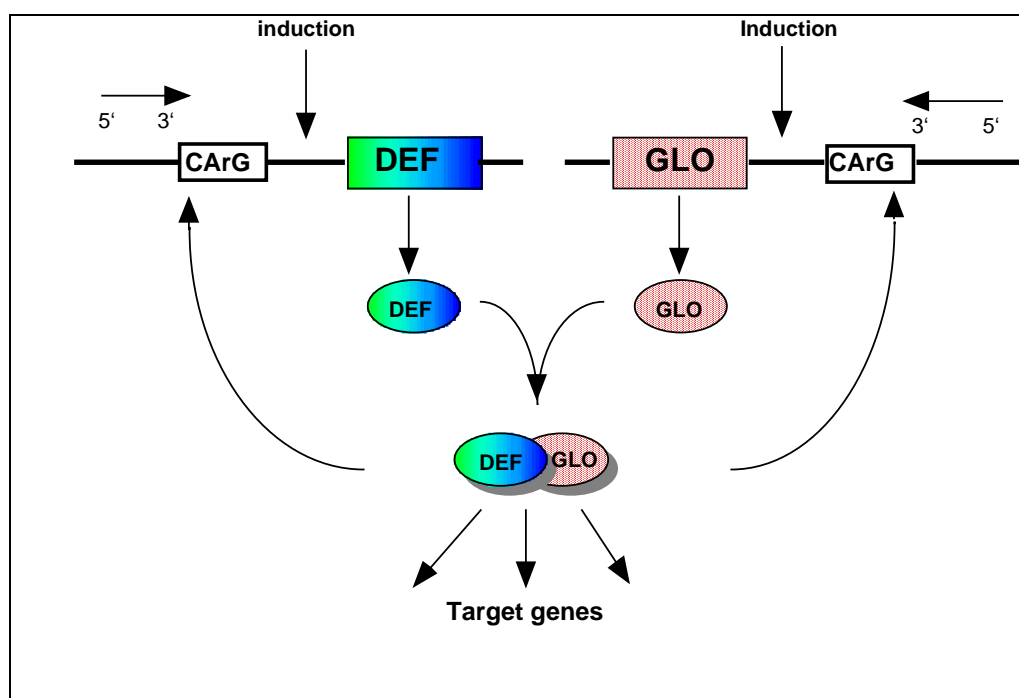 induction
Induction
5‘ 3‘
3‘ 5‘
CArG
DEF
GLO
CArG
DEF
GLO
DEF
GLO
Target genes